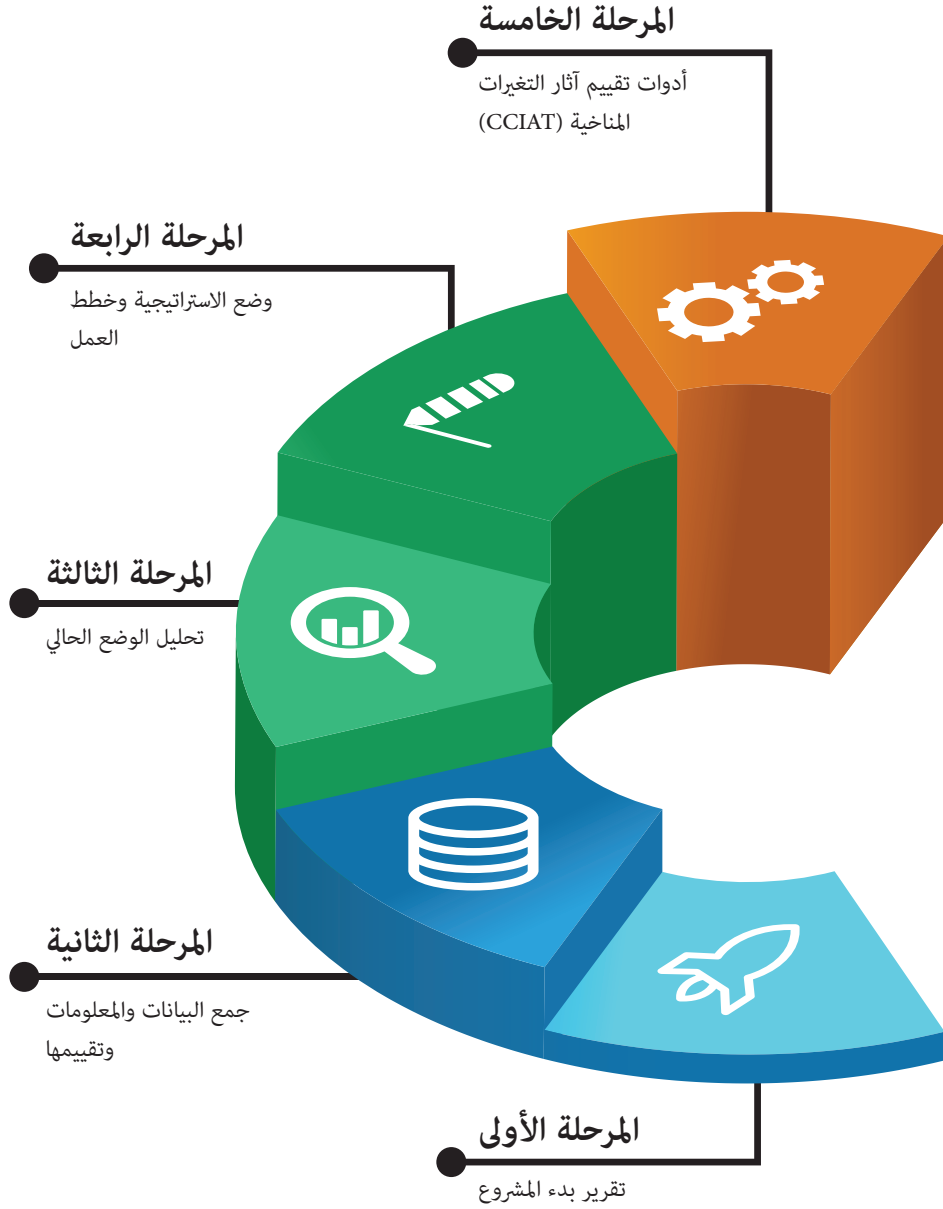 المرحلة الخامسة
أدوات تقييم آثار التغيرات
المناخية (CCIAT)
المرحلة الرابعة
وضع الاستراتيجية وخطط
العمل
المرحلة الثالثة
تحليل الوضع الحالي
المرحلة الثانية
جمع البيانات والمعلومات
وتقييمها
المرحلة الأولى
تقرير بدء المشروع